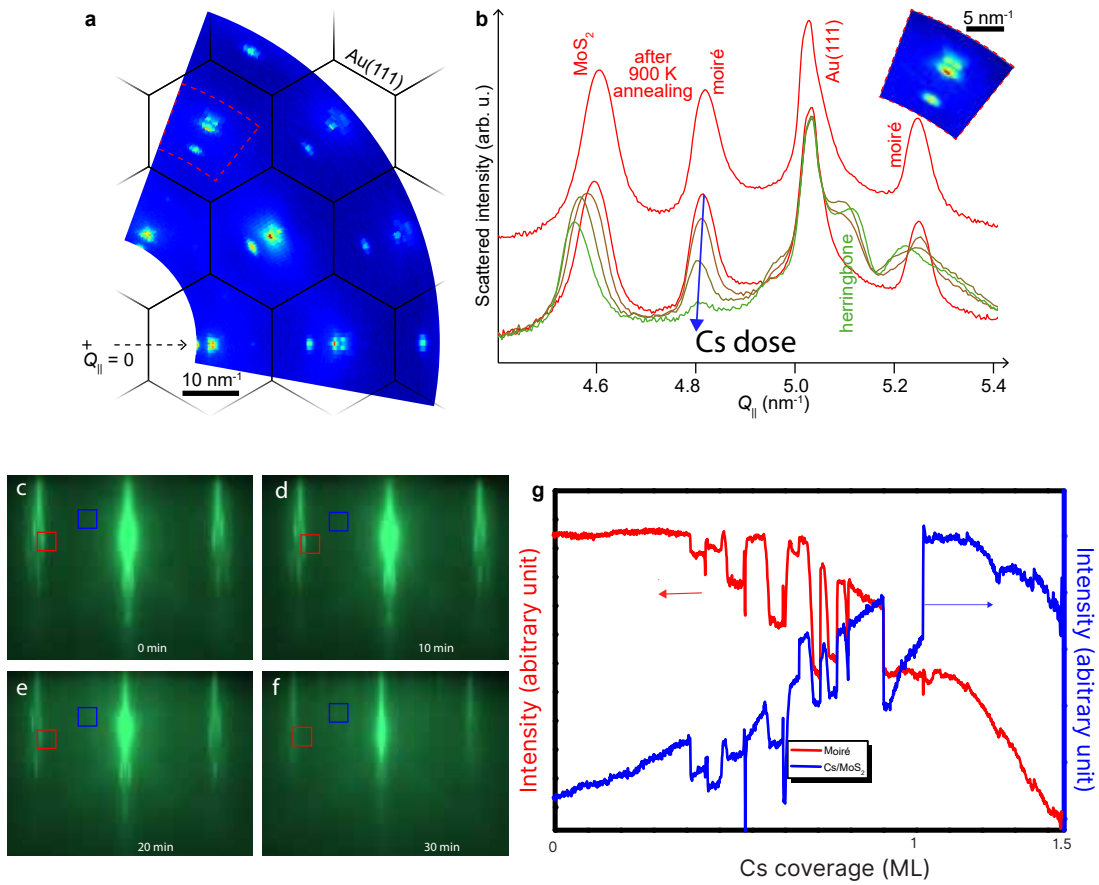 a
Au(111)
+
Q|| = 0
10 nm-1
b
Scattered intensity (arb. u.)
MoS2
after
900 K
annealing
moiré
Au(111)
moiré
herringbone
5 nm-1
Cs dose
4.6
4.8
5.0
5.2
5.4
Q|| (nm-1)
c
0 min
d
10 min
e
20 min
f
30 min
g
Intensity (abitrary unit)
Intensity (abitrary unit)
Moiré
Cs/MoS2
0
1
1.5
Cs coverage (ML)